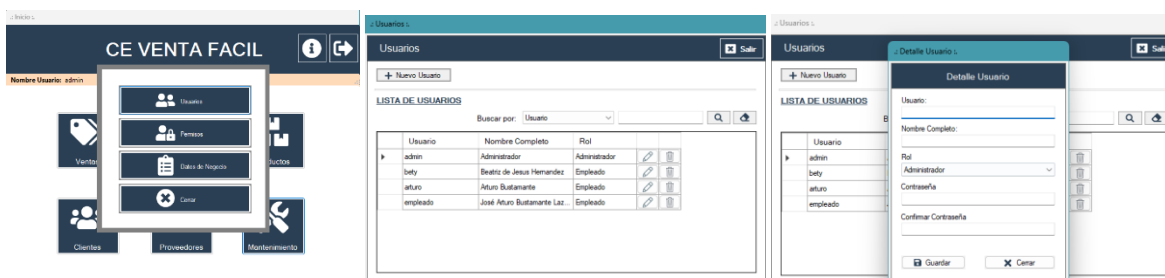 .: Inicio :.
CE VENTA FACIL
Nombre Usuario: admin
Usuarios
Permisos
Datos de Negocio
Cerrar
Ventas
Clientes
Proveedores
Mantenimiento
.: Usuarios :.
Usuarios
Salir
+ Nuevo Usuario
LISTA DE USUARIOS
Buscar por: Usuario
Usuario Nombre Completo Rol
admin Administrador Administrador
bety Beatriz de Jesus Hernandez Empleado
arturo Arturo Bustamante Empleado
empleado José Arturo Bustamante Laz... Empleado
.: Usuarios :.
Usuarios
Sali
+ Nuevo Usuario
LISTA DE USUARIOS
B
Usuario
admin
bety
arturo
empleado
.: Detalle Usuario :.
Detalle Usuario
Usuario:
Nombre Completo:
Rol
Administrador
Contraseña
Confirmar Contraseña
Guardar
Cerrar